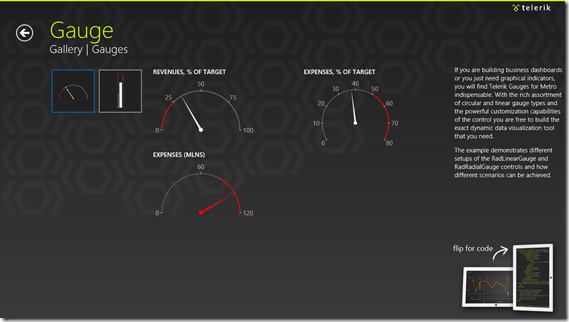 telerik
Gauge
Gallery | Gauges
REVENUES, % OF TARGET
0
25
50
75
100
EXPENSES, % OF TARGET
0
10
20
30
40
50
60
70
80
EXPENSES (MLNS)
0
60
120
If you are building business dashboards
or you just need graphical indicators,
you will find Telerik Gauges for Metro
indispensable. With the rich assortment
of circular and linear gauge types and
the powerful customization capabilities
of the control you are free to build the
exact dynamic data visualization tool
that you need.
The example demonstrates different
setups of the RadLinearGauge and
RadRadialGauge controls and how
different scenarios can be achieved.
flip for code